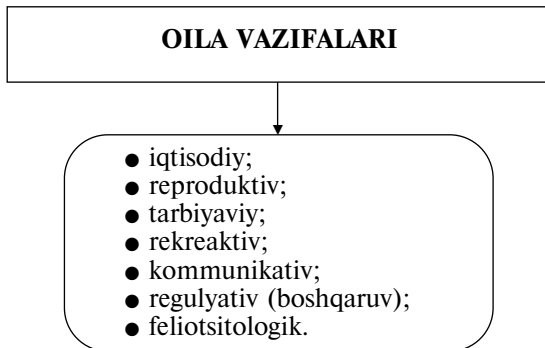 OILA VAZIFALARI
● iqtisodiy;
● reproduktiv;
● tarbiyaviy;
● rekreaktiv;
● kommunikativ;
● regulyativ (boshqaruv);
● feliotsitologik.